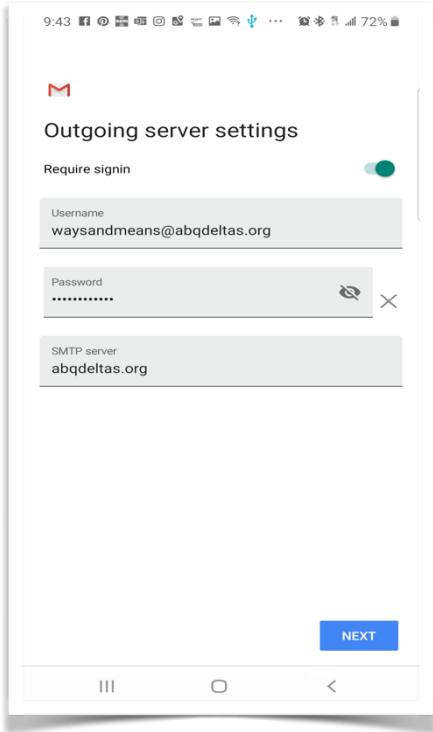 9:43 72%
Outgoing server settings
Require signin
Username
waysandmeans@abqdeltas.org
Password
••••••••••••
SMTP server
abqdeltas.org
NEXT